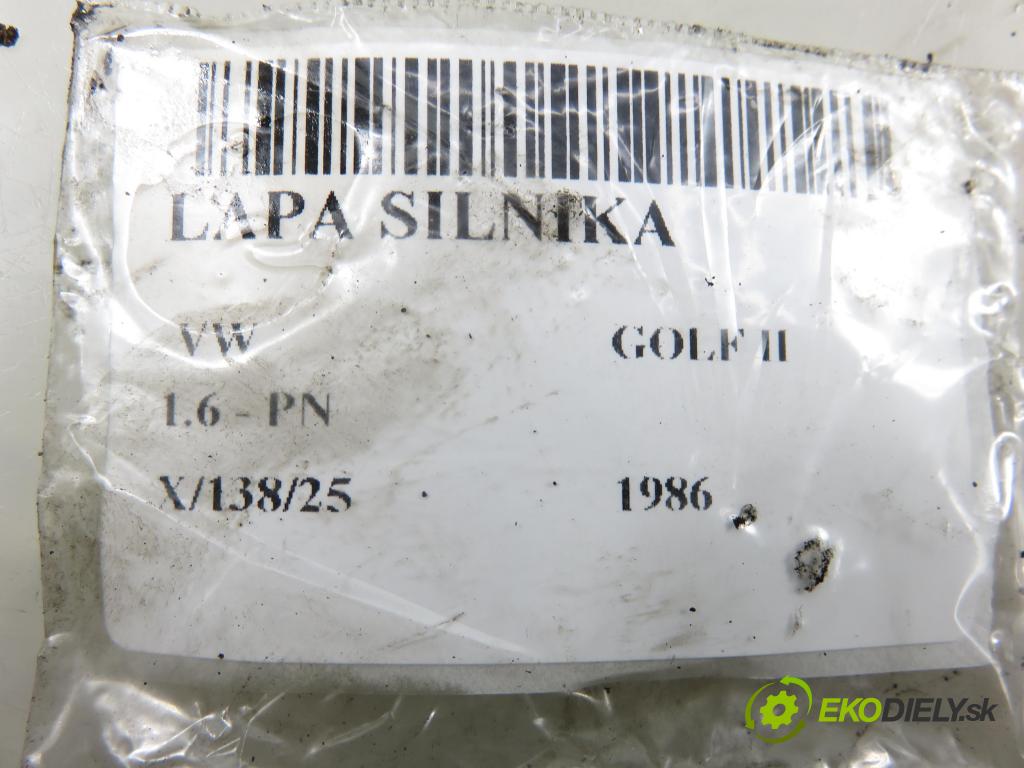 LAPA SILNIKA
VW GOLF II
1.6 - PN
X/138/25 1986
EKODIELY.sk